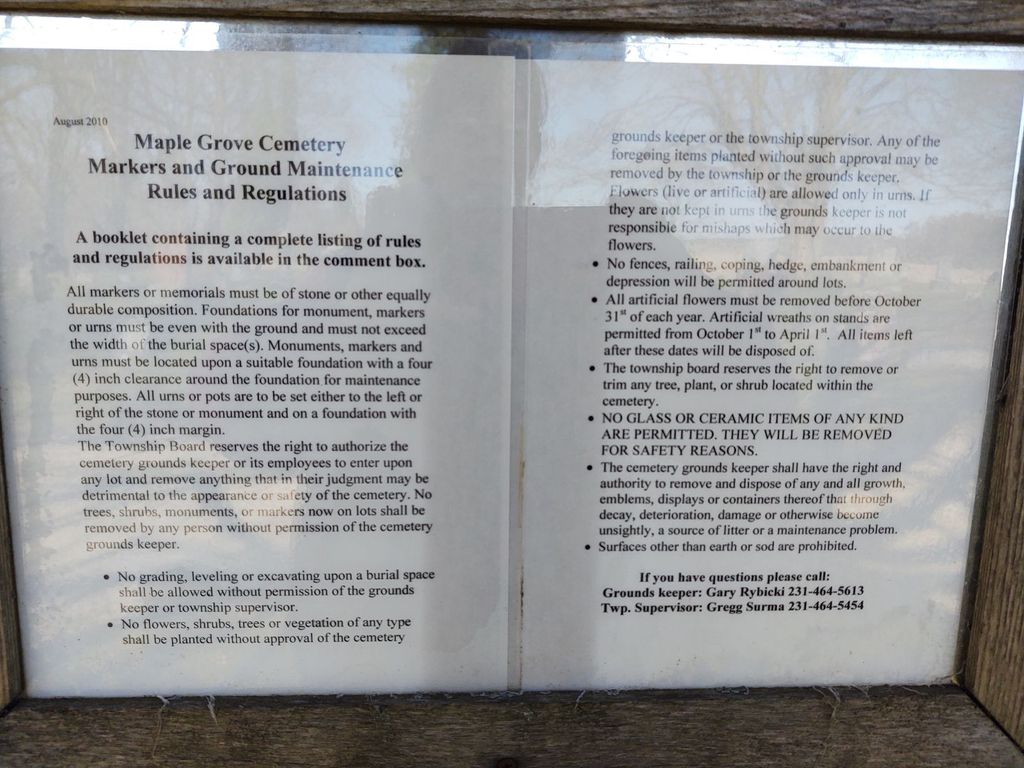 August 2010
Maple Grove Cemetery
Markers and Ground Maintenance
Rules and Regulations
A booklet containing a complete listing of rules
and regulations is available in the comment box.
All markers or memorials must be of stone or other equally
durable composition. Foundations for monument, markers
or urns must be even with the ground and must not exceed
the width of the burial space(s). Monuments, markers and
urns must be located upon a suitable foundation with a four
(4) inch clearance around the foundation for maintenance
purposes. All urns or pots are to be set either to the left or
right of the stone or monument and on a foundation with
the four (4) inch margin.
The Township Board reserves the right to authorize the
cemetery grounds keeper or its employees to enter upon
any lot and remove anything that in their judgment may be
detrimental to the appearance or safety of the cemetery. No
trees, shrubs, monuments, or markers now on lots shall be
removed by any person without permission of the cemetery
grounds keeper.
• No grading, leveling or excavating upon a burial space
shall be allowed without permission of the grounds
keeper or township supervisor.
• No flowers, shrubs, trees or vegetation of any type
shall be planted without approval of the cemetery
grounds keeper or the township supervisor. Any of the
foregoing items planted without such approval may be
removed by the township or the grounds keeper.
Flowers (live or artificial) are allowed only in urns. If
they are not kept in urns the grounds keeper is not
responsible for mishaps which may occur to the
flowers.
• No fences, railing, coping, hedge, embankment or
depression will be permitted around lots.
• All artificial flowers must be removed before October
31st of each year. Artificial wreaths on stands are
permitted from October 1st to April 1st. All items left
after these dates will be disposed of.
• The township board reserves the right to remove or
trim any tree, plant, or shrub located within the
cemetery.
• NO GLASS OR CERAMIC ITEMS OF ANY KIND
ARE PERMITTED. THEY WILL BE REMOVED
FOR SAFETY REASONS.
• The cemetery grounds keeper shall have the right and
authority to remove and dispose of any and all growth,
emblems, displays or containers thereof that through
decay, deterioration, damage or otherwise become
unsightly, a source of litter or a maintenance problem.
• Surfaces other than earth or sod are prohibited.
If you have questions please call:
Grounds keeper: Gary Rybicki 231-464-5613
Twp. Supervisor: Gregg Surma 231-464-5454